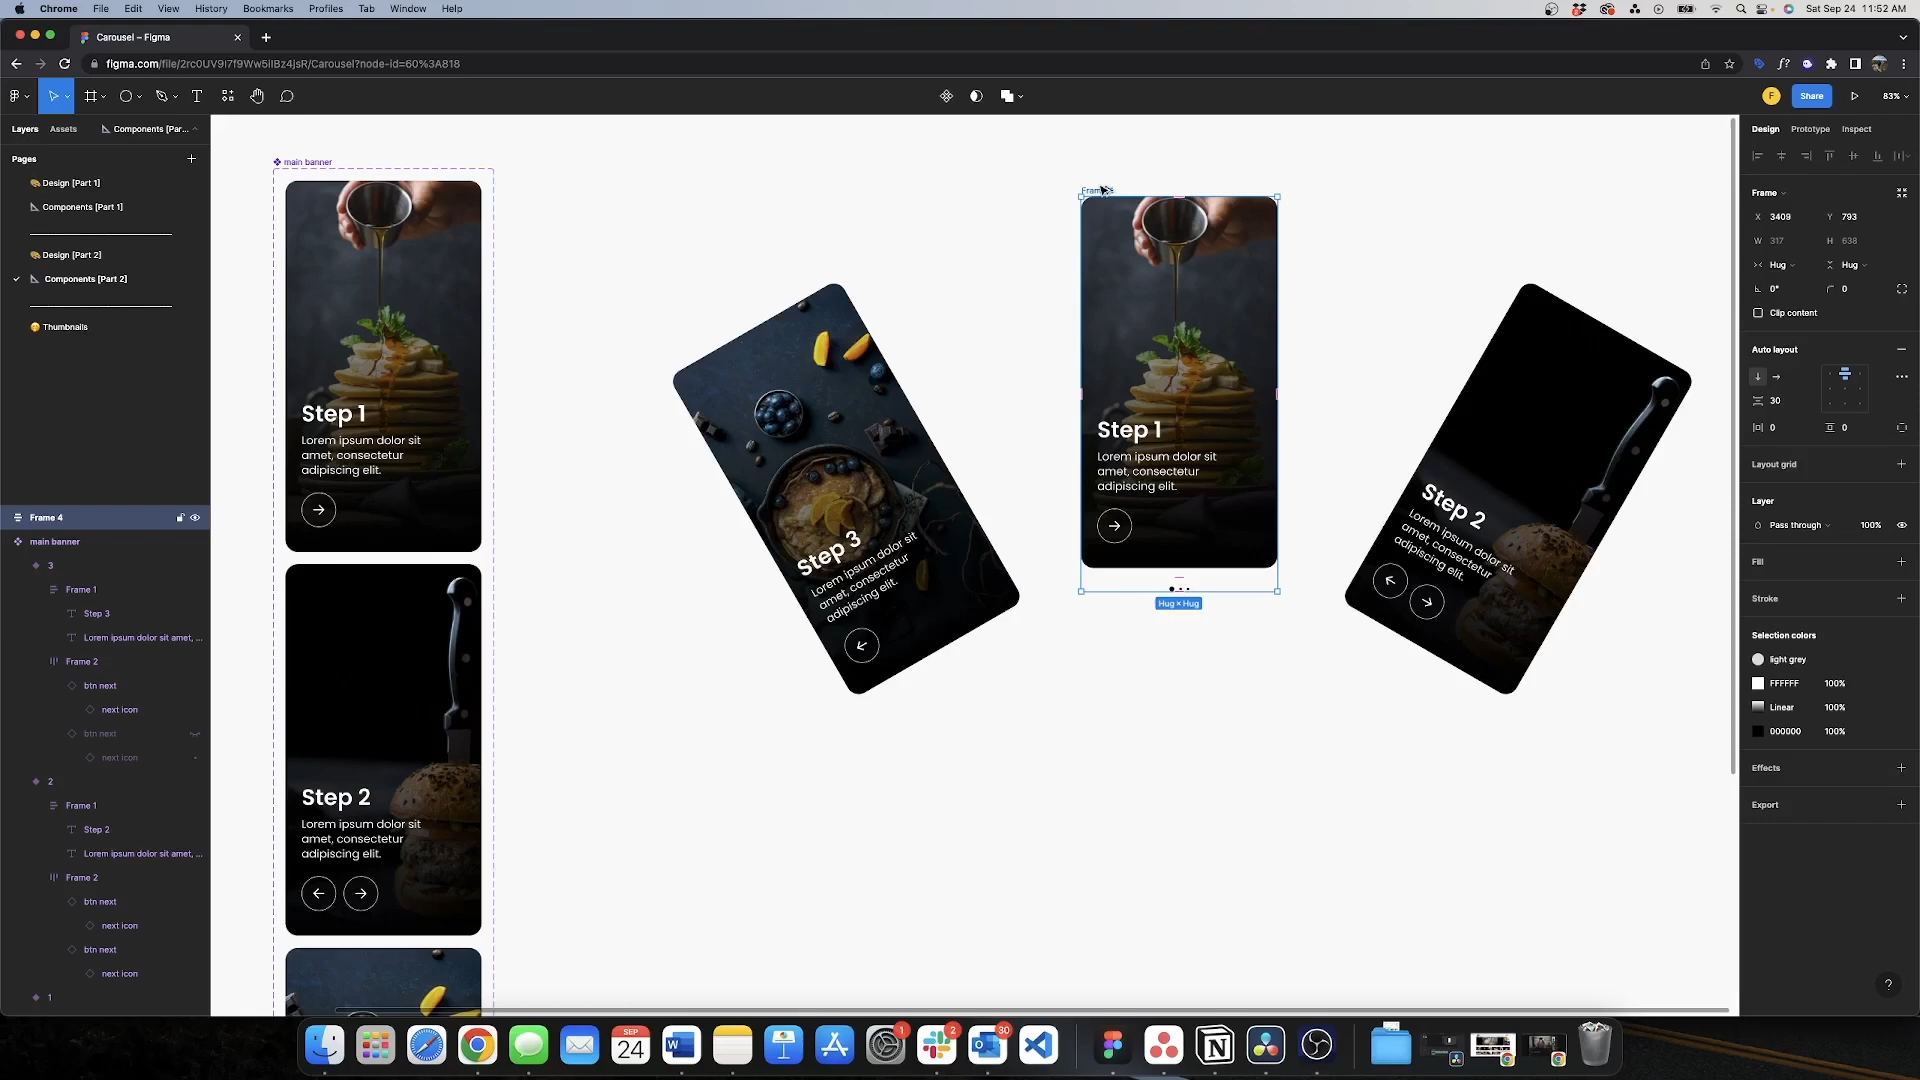 Chrome File Edit View History Bookmarks Profiles Tab Window Help
Sat Sep 24 11:52 AM
Carousel – Figma
figma.com/file/2rc0UV9I7f9Ww5iIBz4jsR/Carousel?node-id=60%3A818
F
Share
83%
Layers Assets Components [Par...
Pages
Design [Part 1]
Components [Part 1]
Design [Part 2]
Components [Part 2]
Thumbnails
Frame 4
main banner
3
Frame 1
Step 3
Lorem ipsum dolor sit amet, ...
Frame 2
btn next
next icon
btn next
next icon
2
Frame 1
Step 2
Lorem ipsum dolor sit amet, ...
Frame 2
btn next
next icon
btn next
next icon
1
main banner
Step 1
Lorem ipsum dolor sit
amet, consectetur
adipiscing elit.
Step 2
Lorem ipsum dolor sit
amet, consectetur
adipiscing elit.
Step 3
Lorem ipsum dolor sit
amet, consectetur
adipiscing elit.
Step 1
Lorem ipsum dolor sit
amet, consectetur
adipiscing elit.
Hug × Hug
Step 2
Lorem ipsum dolor sit
amet, consectetur
adipiscing elit.
Design Prototype Inspect
Frame
X 3409 Y 793
W 317 H 638
Hug Hug
0° 0
Clip content
Auto layout
30
0 0
Layout grid
Layer
Pass through 100%
Fill
Stroke
Selection colors
light grey
FFFFFF 100%
Linear 100%
000000 100%
Effects
Export
?
SEP
24
1
2
30